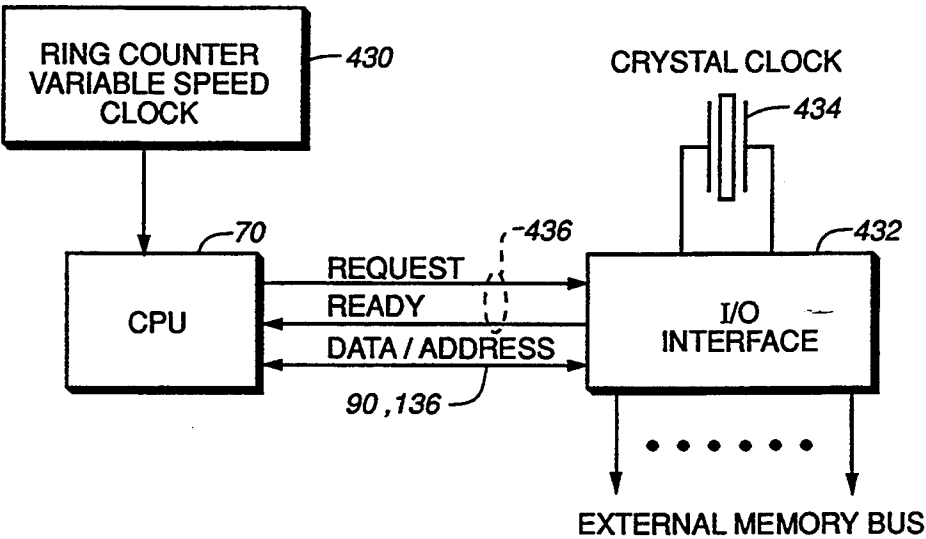 RING COUNTER
VARIABLE SPEED
CLOCK
430
CRYSTAL CLOCK
434
70
436
432
CPU
REQUEST
READY
DATA / ADDRESS
I/O
INTERFACE
90 ,136
EXTERNAL MEMORY BUS